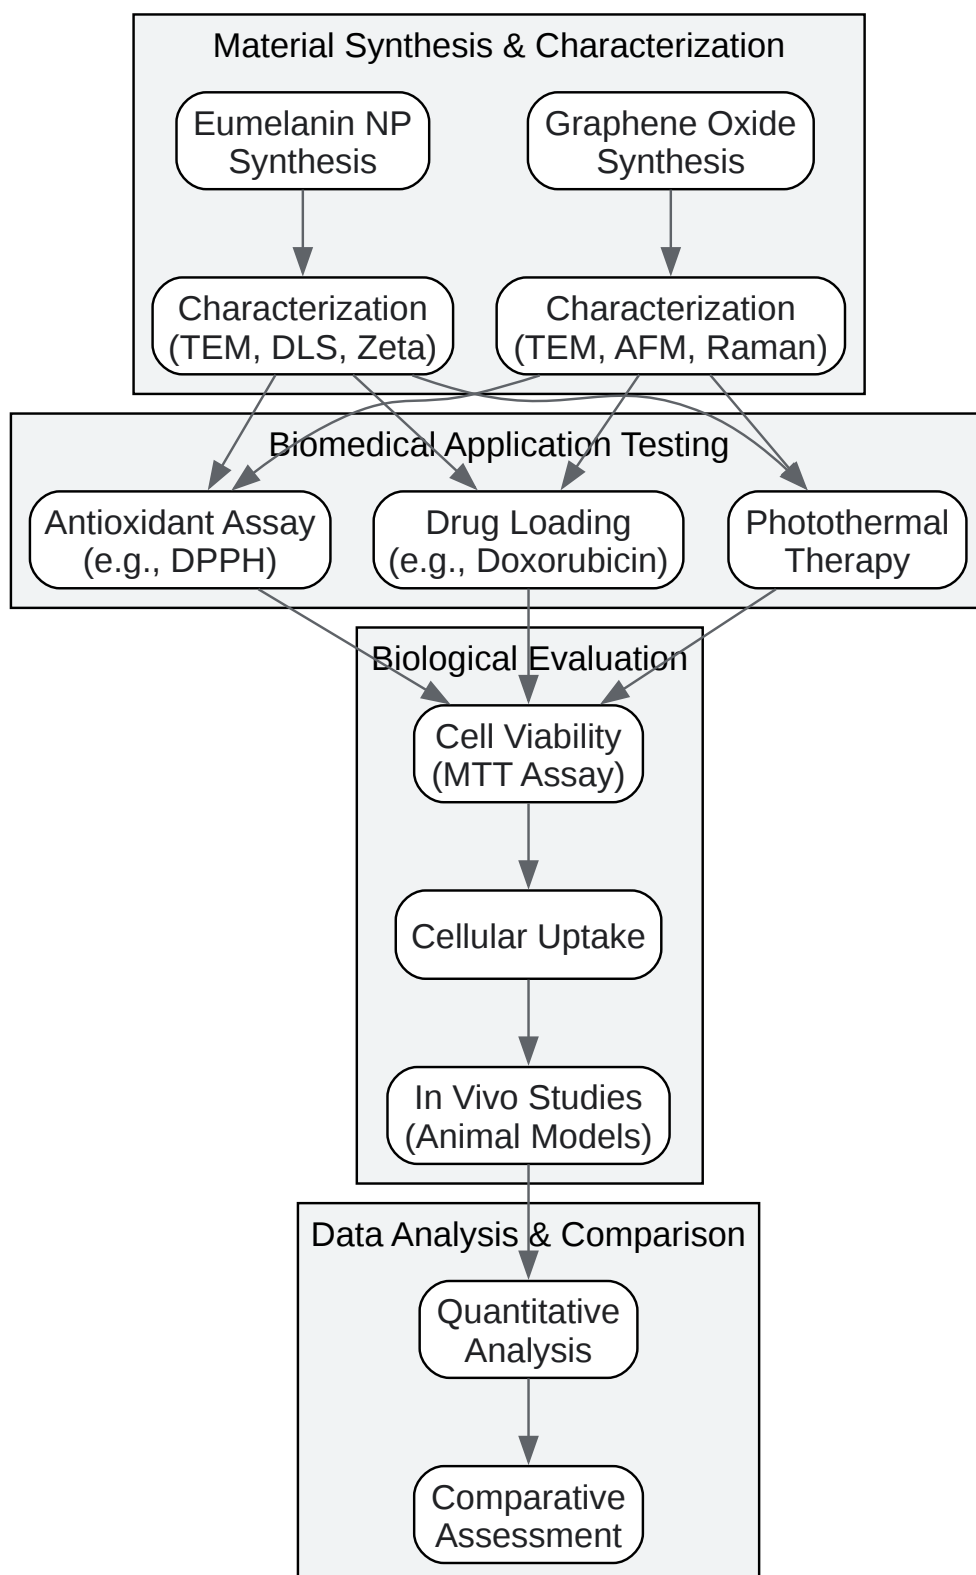 Material Synthesis & Characterization
Eumelanin NP
Synthesis
Graphene Oxide
Synthesis
Characterization
(TEM, DLS, Zeta)
Characterization
(TEM, AFM, Raman)
Biomedical Application Testing
Antioxidant Assay
(e.g., DPPH)
Drug Loading
(e.g., Doxorubicin)
Photothermal
Therapy
Biological Evaluation
Cell Viability
(MTT Assay)
Cellular Uptake
In Vivo Studies
(Animal Models)
Data Analysis & Comparison
Quantitative
Analysis
Comparative
Assessment